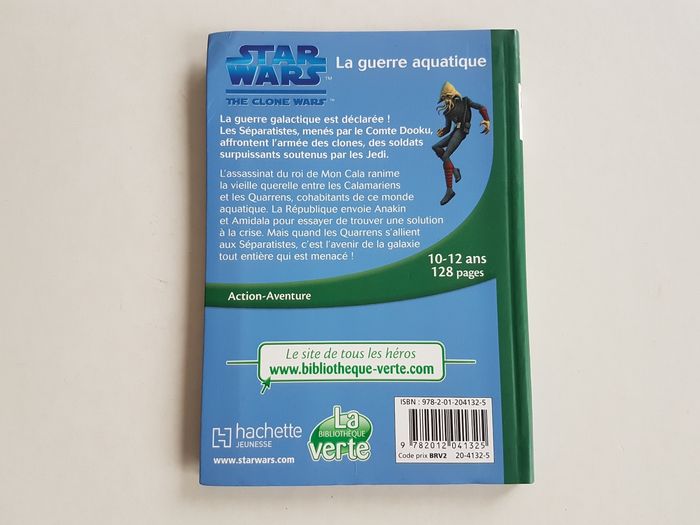 STAR
WARS™
THE CLONE WARS™
La guerre aquatique
La guerre galactique est déclarée !
Les Séparatistes, menés par le Comte Dooku,
affrontent l'armée des clones, des soldats
surpuissants soutenus par les Jedi.
L'assassinat du roi de Mon Cala ranime
la vieille querelle entre les Calamariens
et les Quarrens, cohabitants de ce monde
aquatique. La République envoie Anakin
et Amidala pour essayer de trouver une solution
à la crise. Mais quand les Quarrens s'allient
aux Séparatistes, c'est l'avenir de la galaxie
tout entière qui est menacé !
10-12 ans
128 pages
Action-Aventure
Le site de tous les héros
www.bibliotheque-verte.com
hachette
JEUNESSE
www.starwars.com
La
BIBLIOTHÈQUE
verte
ISBN : 978-2-01-204132-5
9 782012 041325
Code prix BRV2 20-4132-5